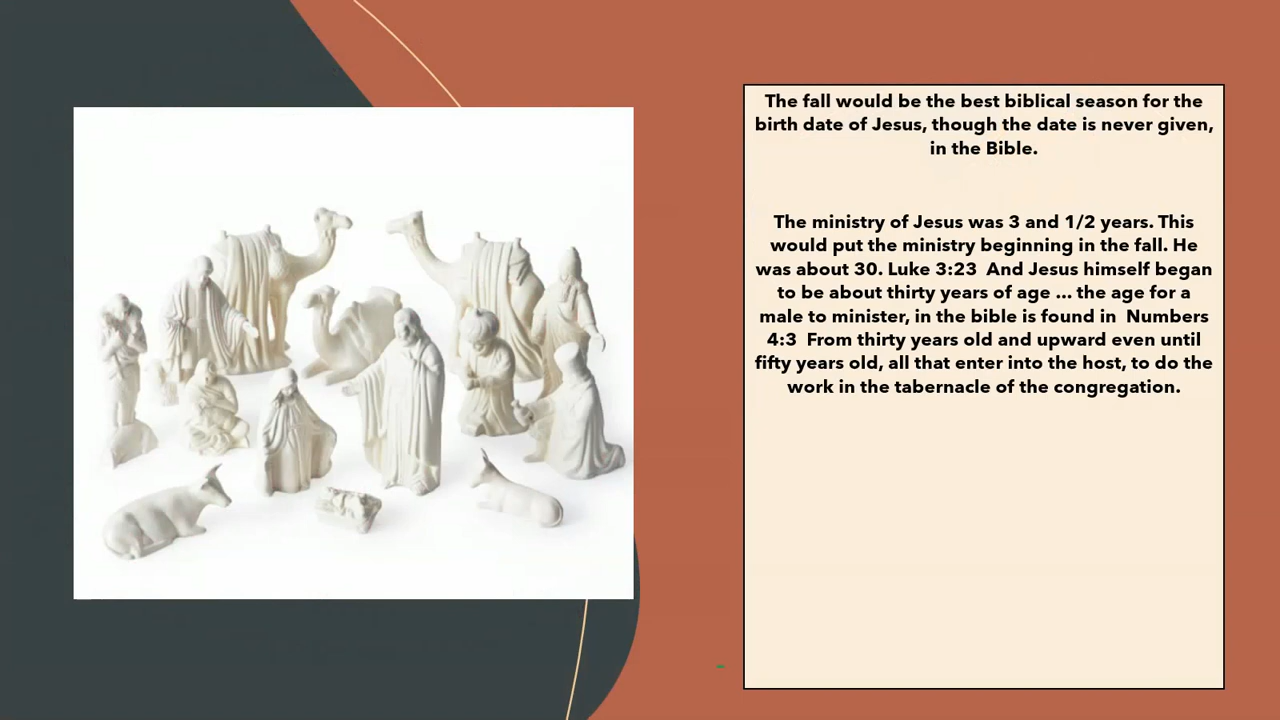 The fall would be the best biblical season for the
birth date of Jesus, though the date is never given,
in the Bible.
The ministry of Jesus was 3 and 1/2 years. This
would put the ministry beginning in the fall. He
was about 30. Luke 3:23  And Jesus himself began
to be about thirty years of age ... the age for a
male to minister, in the bible is found in  Numbers
4:3  From thirty years old and upward even until
fifty years old, all that enter into the host, to do the
work in the tabernacle of the congregation.